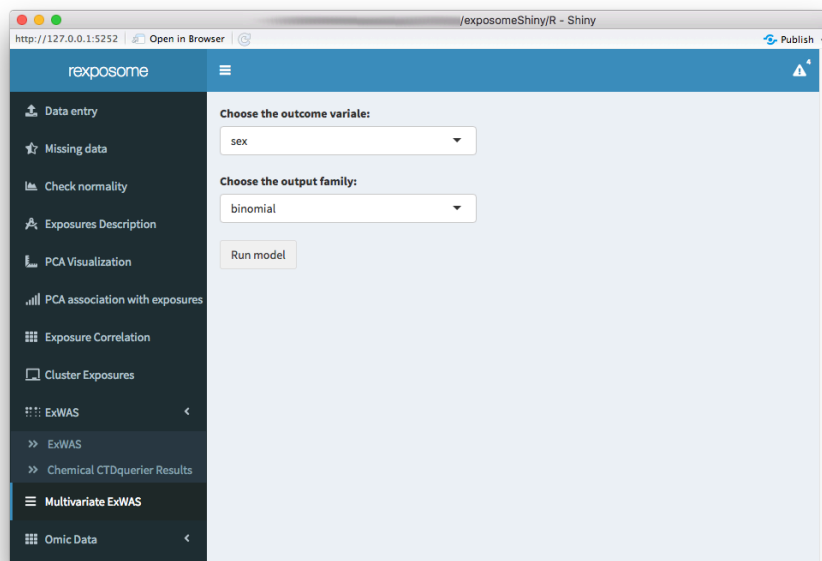 /exposomeShiny/R - Shiny
http://127.0.0.1:5252 Open in Browser Publish
rexposome
4
Data entry
Missing data
Check normality
Exposures Description
PCA Visualization
PCA association with exposures
Exposure Correlation
Cluster Exposures
ExWAS
ExWAS
Chemical CTDquerier Results
Multivariate ExWAS
Omic Data
Choose the outcome variale:
sex
Choose the output family:
binomial
Run model